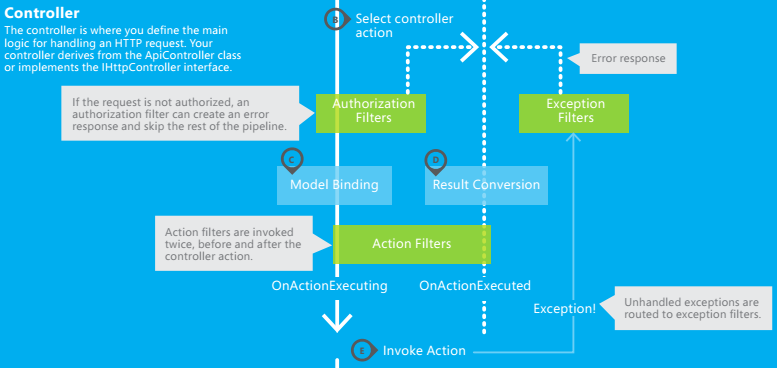 Controller
The controller is where you define the main
logic for handling an HTTP request. Your
controller derives from the ApiController class
or implements the IHttpController interface.
B
Select controller
action
Error response
If the request is not authorized, an
authorization filter can create an error
response and skip the rest of the pipeline.
Authorization
Filters
Exception
Filters
C
Model Binding
D
Result Conversion
Action filters are invoked
twice, before and after the
controller action.
Action Filters
OnActionExecuting
OnActionExecuted
Exception!
Unhandled exceptions are
routed to exception filters.
E
Invoke Action